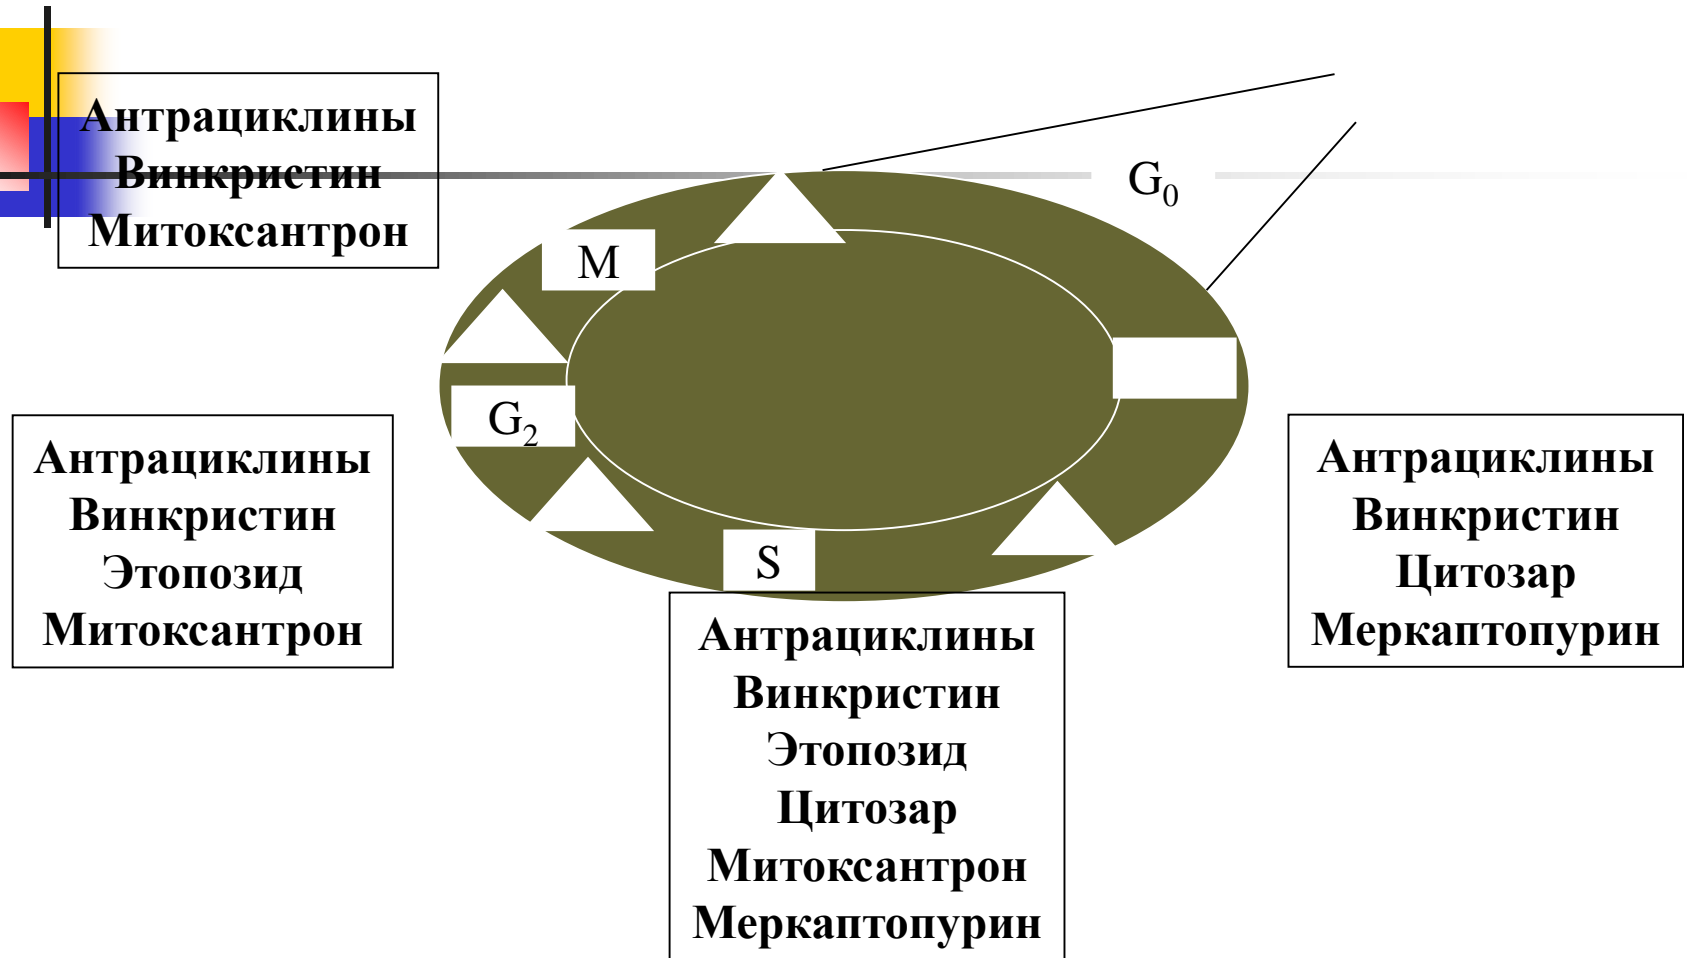 Антрациклины
Винкристин
Митоксантрон
G₀
M
G₂
Антрациклины
Винкристин
Этопозид
Митоксантрон
S
Антрациклины
Винкристин
Этопозид
Цитозар
Митоксантрон
Меркаптопурин
Антрациклины
Винкристин
Цитозар
Меркаптопурин